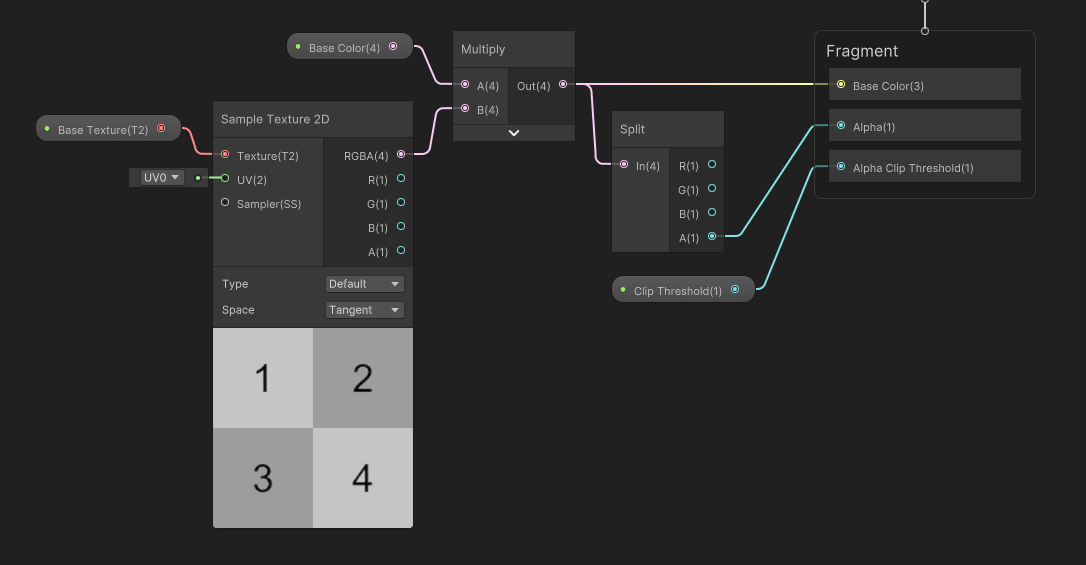 Base Color(4)
Multiply
A(4)
Out(4)
B(4)
Fragment
Base Color(3)
Alpha(1)
Alpha Clip Threshold(1)
Base Texture(T2)
Sample Texture 2D
Texture(T2)
RGBA(4)
UV0
UV(2)
R(1)
Sampler(SS)
G(1)
B(1)
A(1)
Type
Default
Space
Tangent
1
2
3
4
Split
In(4)
R(1)
G(1)
B(1)
A(1)
Clip Threshold(1)